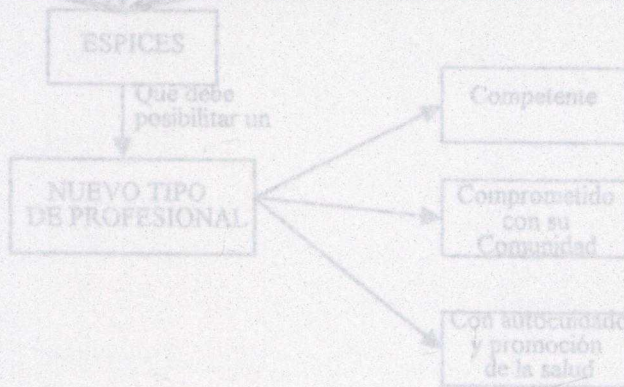 ESPICES
Que debe
posibilitar un
NUEVO TIPO
DE PROFESIONAL
Competente
Comprometido
con su
Comunidad
Con autocuidado
y promoción
de la salud